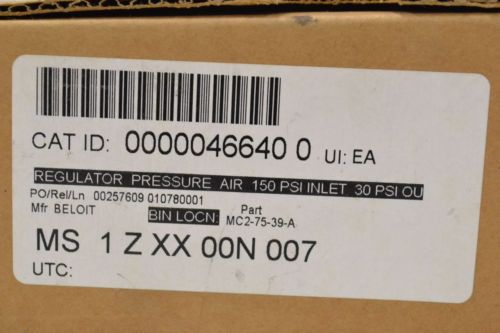 CAT ID: 0000046640 0 UI: EA
REGULATOR PRESSURE AIR 150 PSI INLET 30 PSI OU
PO/Rel/Ln 00257609 010780001
Mfr BELOIT BIN LOCN: Part MC2-75-39-A
MS 1 Z XX 00N 007
UTC: